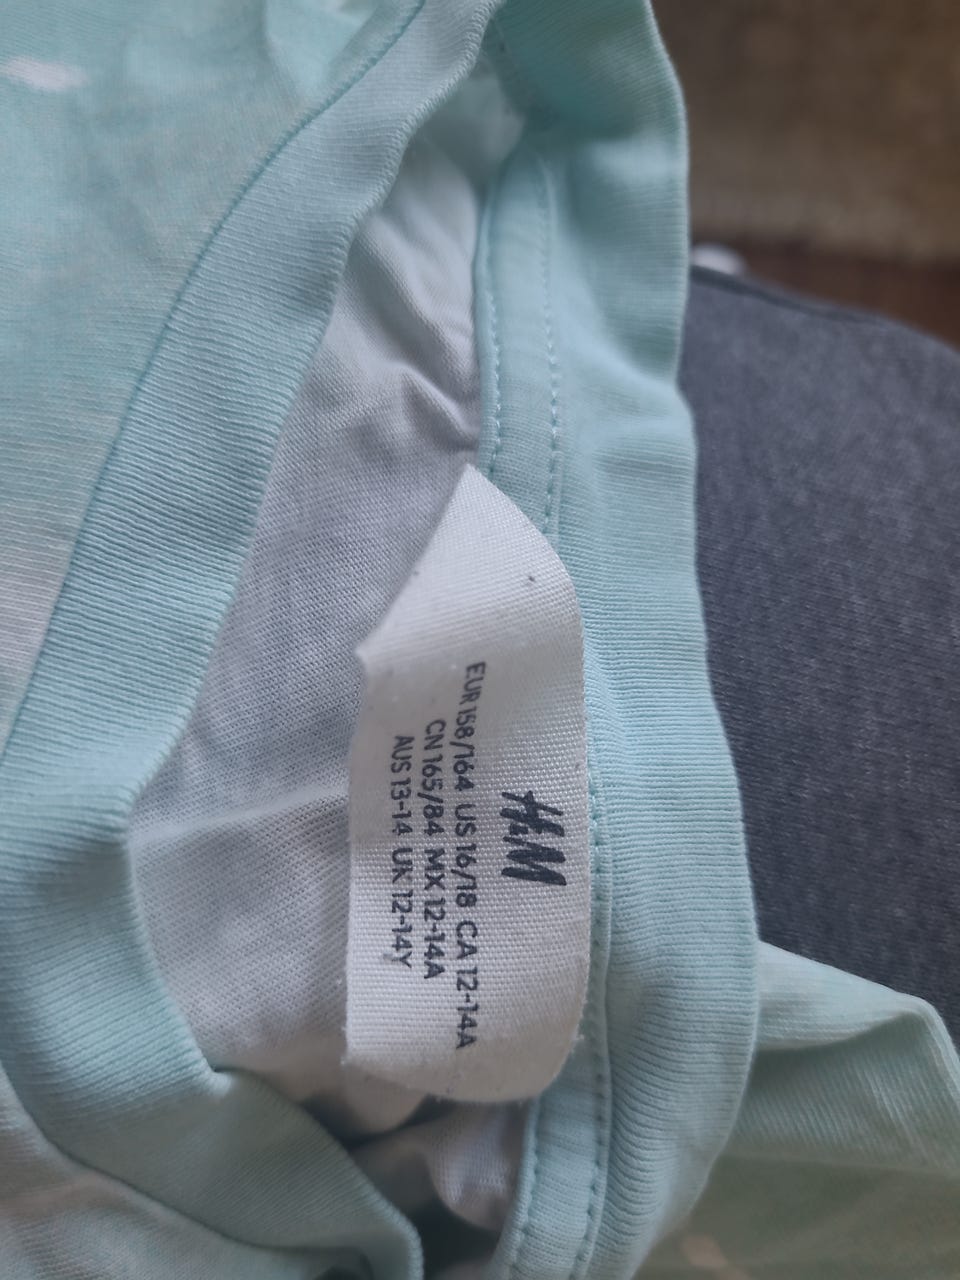 H&M
EUR 158/164 US 16/18 CA 12-14A
CN 165/84 MX 12-14A
AUS 13-14 UK 12-14Y